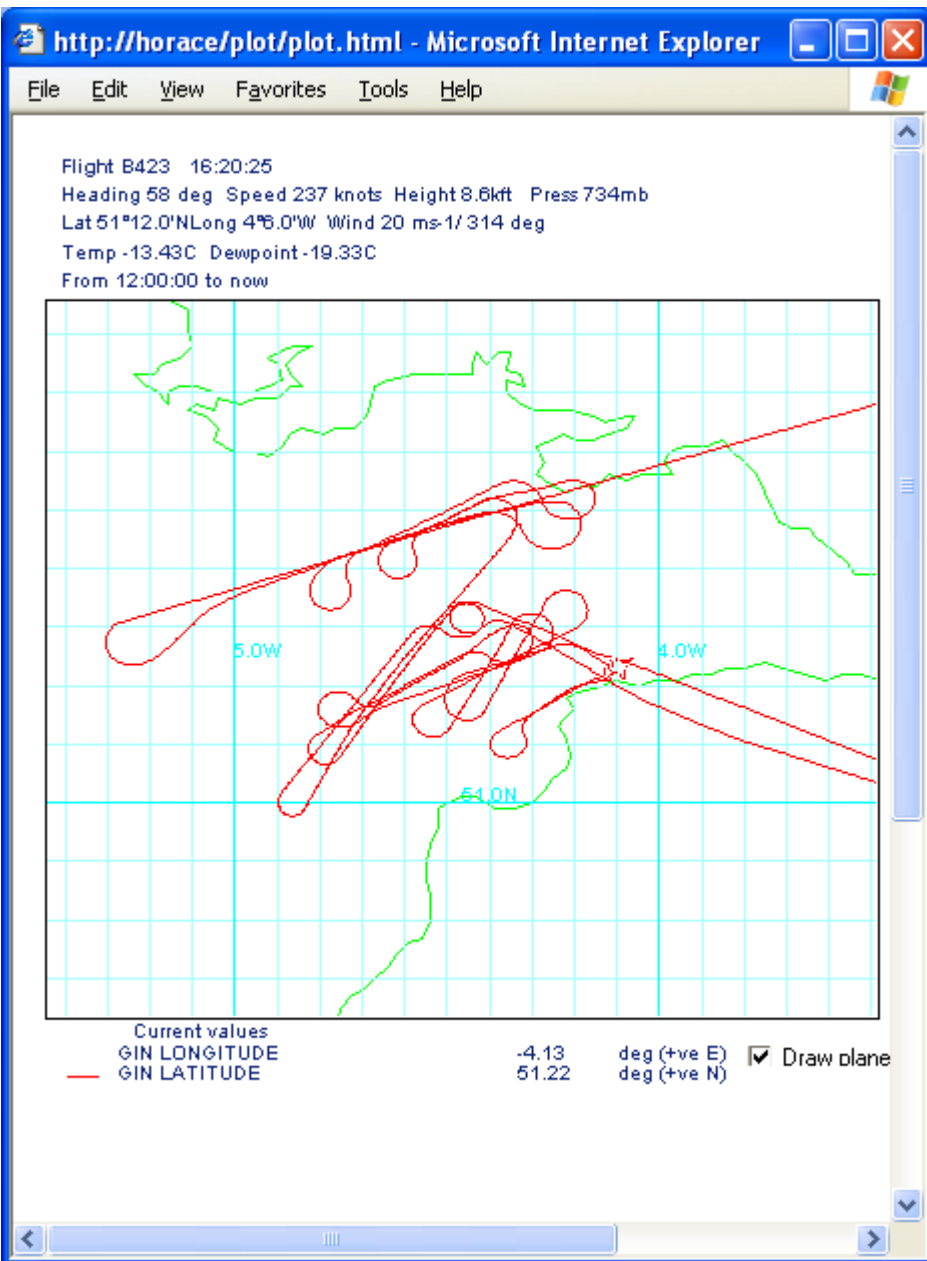 http://horace/plot/plot.html - Microsoft Internet Explorer
File Edit View Favorites Tools Help
Flight B423 16:20:25
Heading 58 deg Speed 237 knots Height 8.6kft Press 734mb
Lat 51°12.0'NLong 4°6.0'W Wind 20 ms-1/ 314 deg
Temp -13.43C Dewpoint -19.33C
From 12:00:00 to now
5.0W 4.0W
51.0N
Current values
GIN LONGITUDE -4.13 deg (+ve E)
GIN LATITUDE 51.22 deg (+ve N)
Draw plane